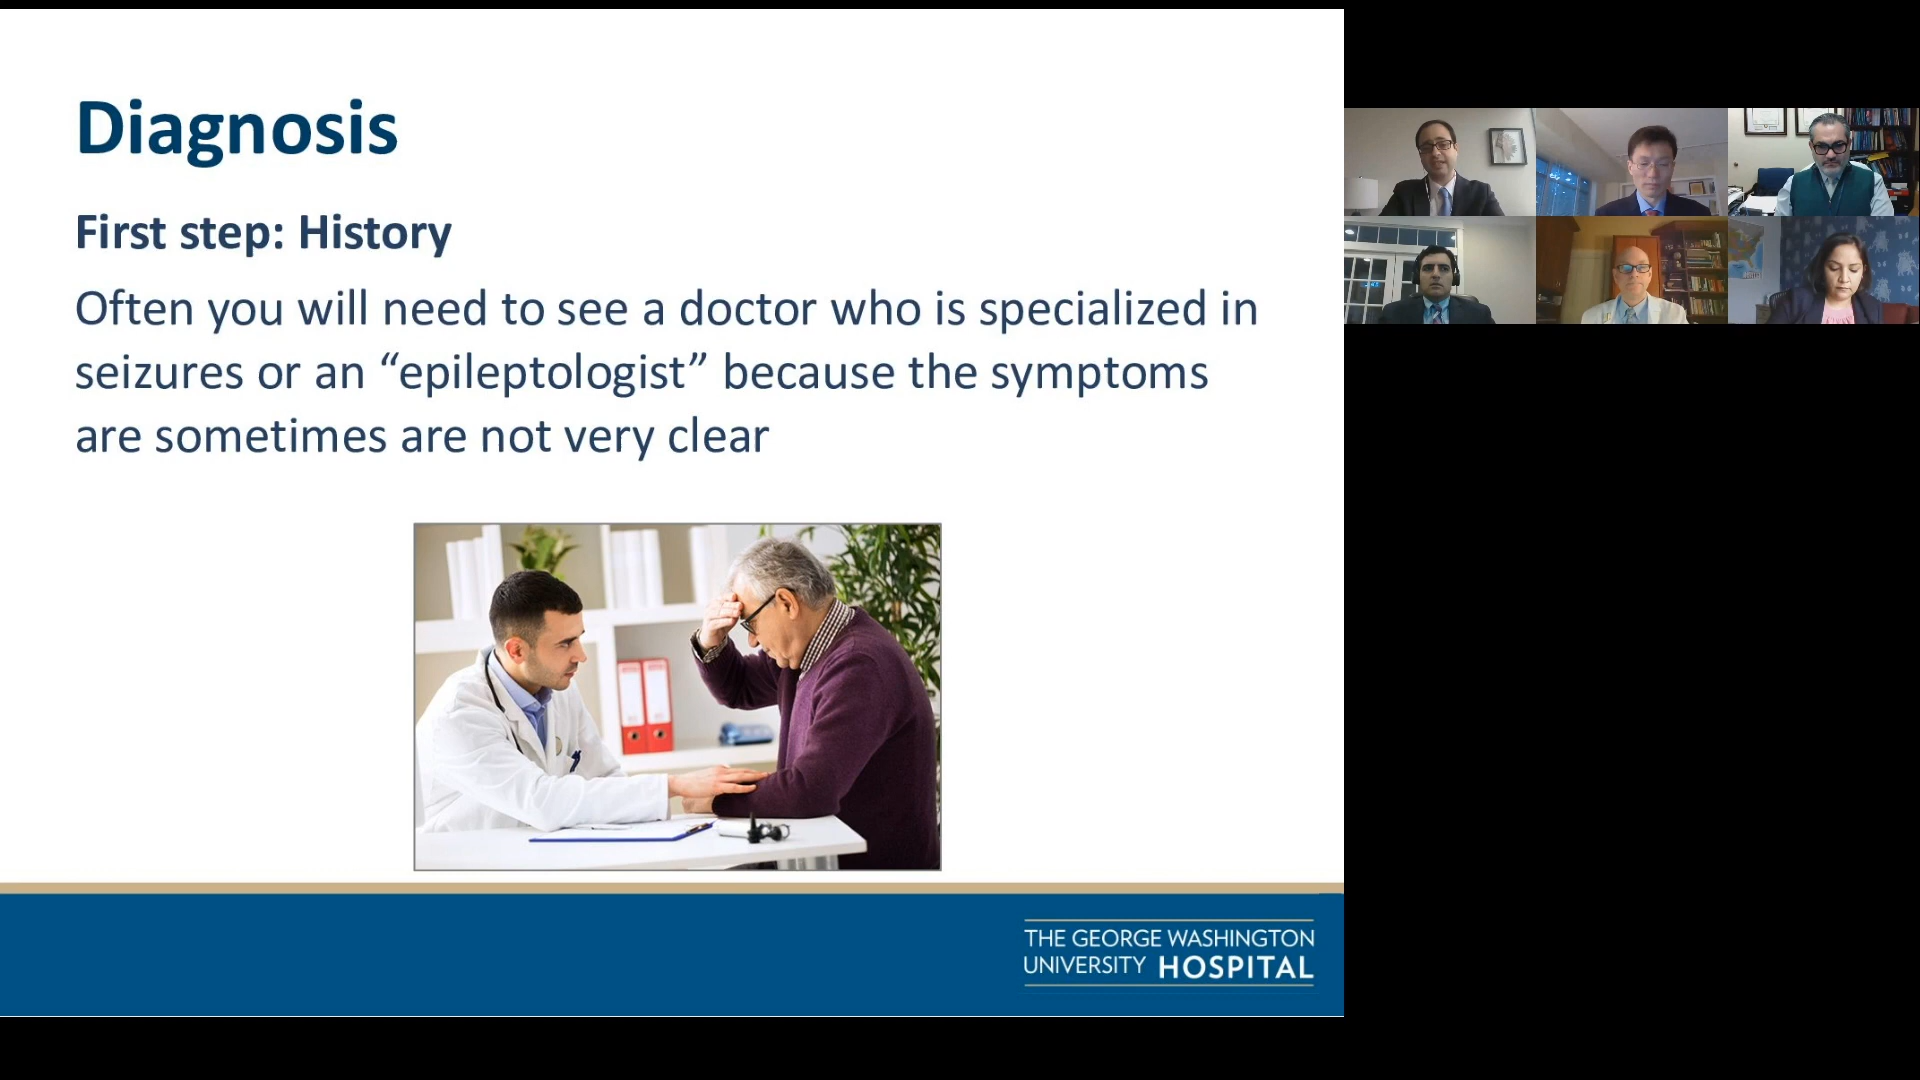 Diagnosis
First step: History
Often you will need to see a doctor who is specialized in
seizures or an “epileptologist” because the symptoms
are sometimes are not very clear
THE GEORGE WASHINGTON
UNIVERSITY HOSPITAL